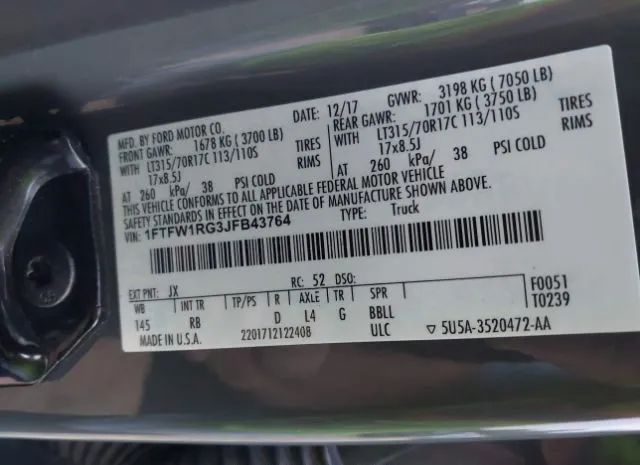 MFD. BY FORD MOTOR CO. DATE: 12/17 GVWR: 3198 KG ( 7050 LB)
FRONT GAWR: 1678 KG ( 3700 LB) REAR GAWR: 1701 KG ( 3750 LB)
WITH LT315/70R17C 113/110S TIRES WITH LT315/70R17C 113/110S TIRES
17x8.5J RIMS 17x8.5J RIMS
AT 260 kPa/ 38 PSI COLD AT 260 kPa/ 38 PSI COLD
THIS VEHICLE CONFORMS TO ALL APPLICABLE FEDERAL MOTOR VEHICLE
SAFETY STANDARDS IN EFFECT ON THE DATE OF MANUFACTURE SHOWN ABOVE.
VIN: 1FTFW1RG3JFB43764 TYPE: Truck
EXT PNT: JX RC: 52 DSO: F0051
WB INT TR TP/PS R AXLE TR SPR T0239
145 RB D L4 G BBLL
MADE IN U.S.A. 220171212240B ULC 5U5A-3520472-AA